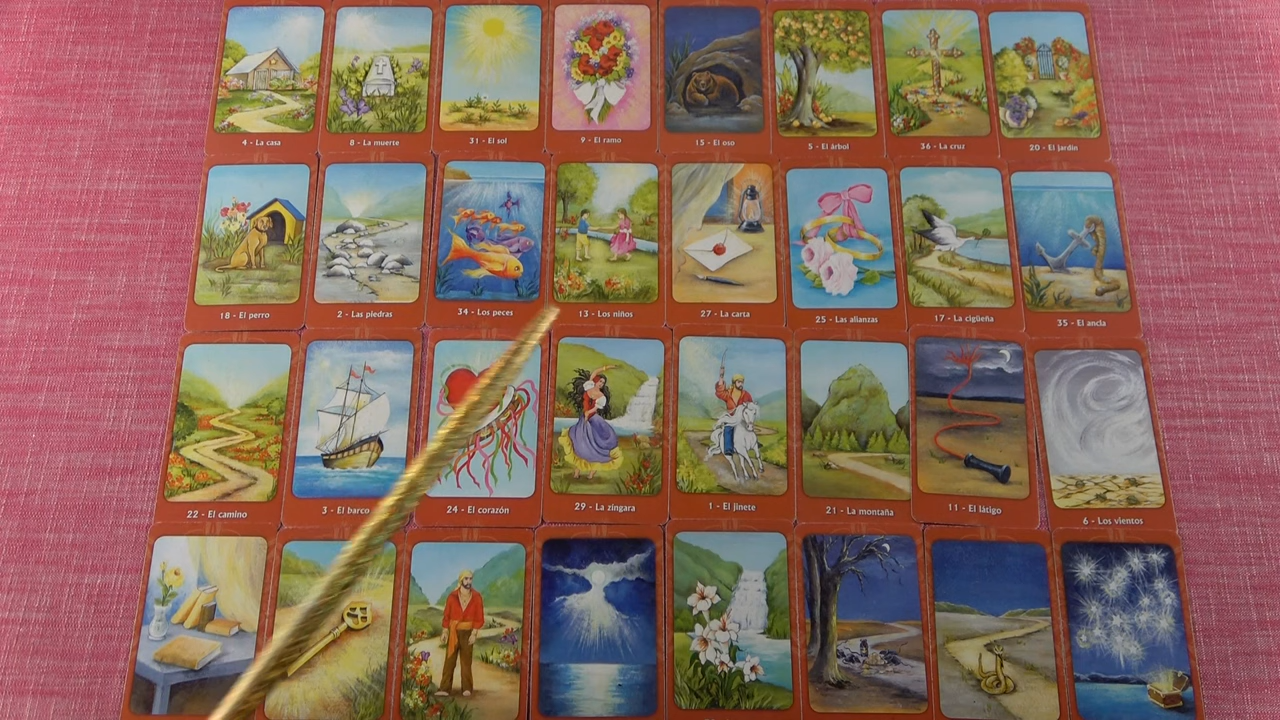 4 - La casa
8 - La muerte
31 - El sol
9 - El ramo
15 - El oso
5 - El árbol
36 - La cruz
20 - El jardín
18 - El perro
2 - Las piedras
34 - Los peces
13 - Los niños
27 - La carta
25 - Las alianzas
17 - La cigüeña
35 - El ancla
22 - El camino
3 - El barco
24 - El corazón
29 - La zíngara
1 - El jinete
21 - La montaña
11 - El látigo
6 - Los vientos